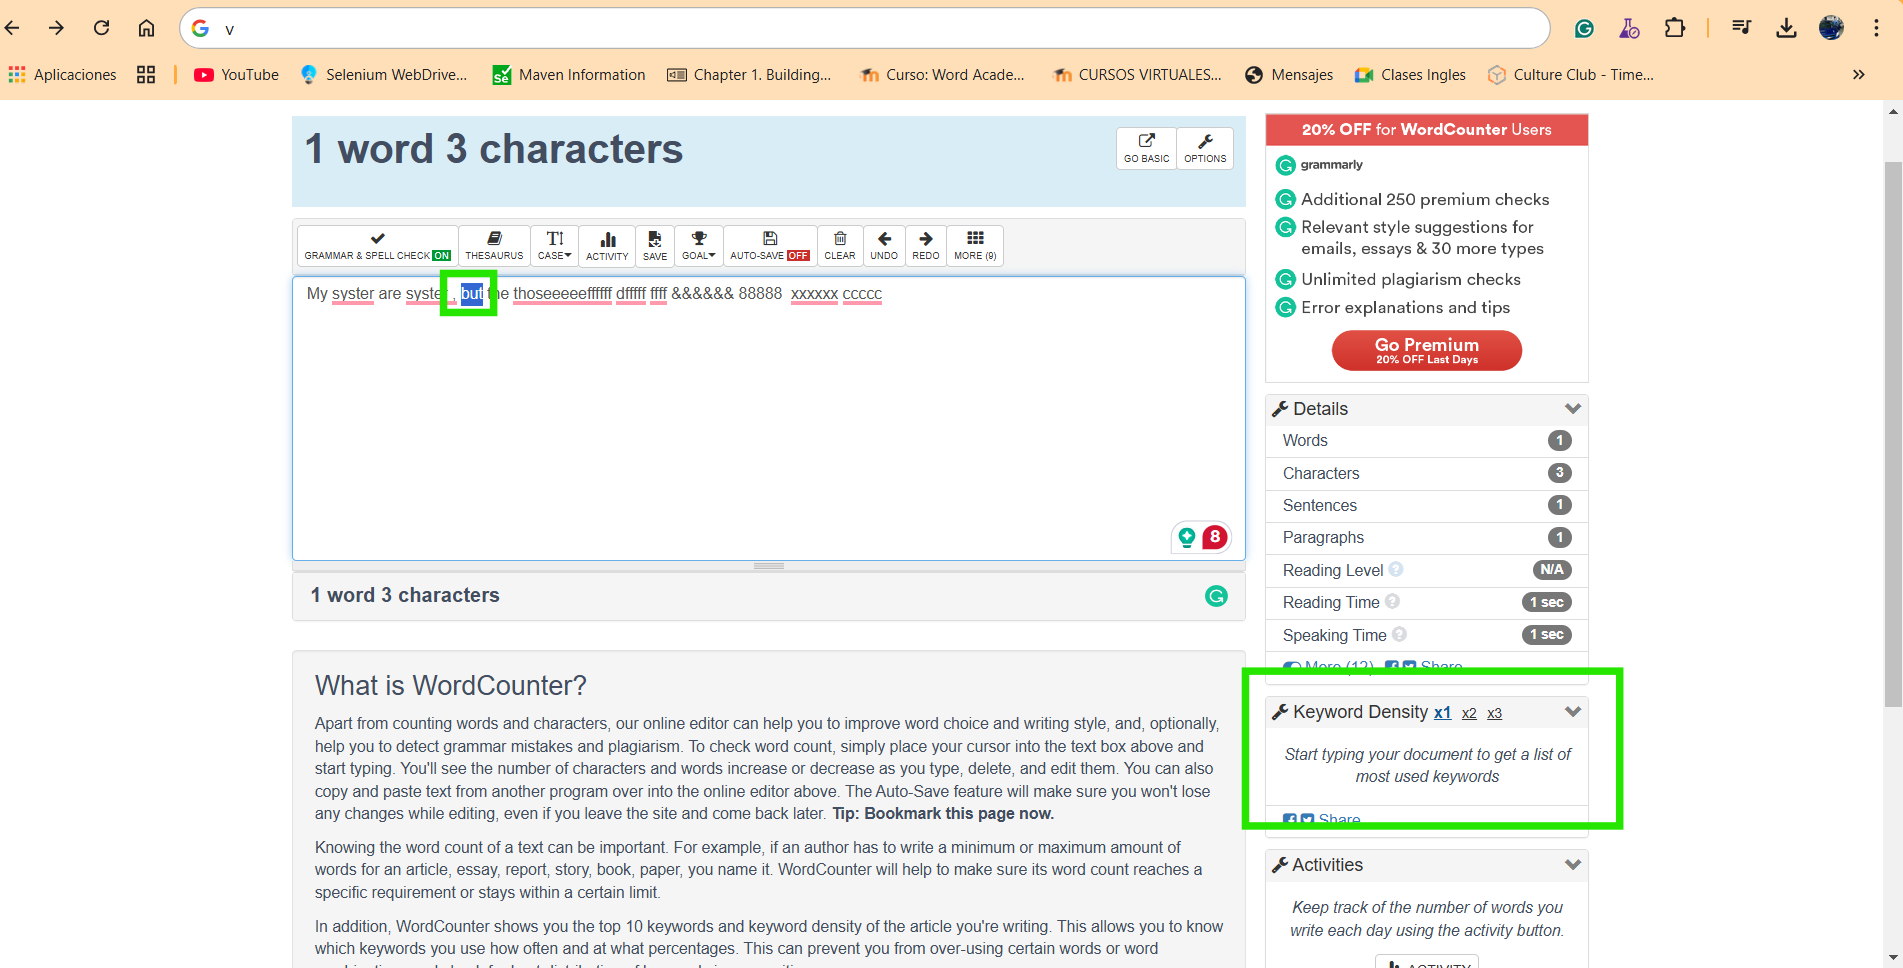 v
Aplicaciones
YouTube
Selenium WebDrive...
Maven Information
Chapter 1. Building...
Curso: Word Acade...
CURSOS VIRTUALES...
Mensajes
Clases Ingles
Culture Club - Time...
1 word 3 characters
GO BASIC
OPTIONS
GRAMMAR & SPELL CHECK ON
THESAURUS
CASE
ACTIVITY
SAVE
GOAL
AUTO-SAVE OFF
CLEAR
UNDO
REDO
MORE (9)
My syster are syster , but the thoseeeeeffffff dfffff ffff &&&&&& 88888 xxxxxx ccccc
8
1 word 3 characters
What is WordCounter?
Apart from counting words and characters, our online editor can help you to improve word choice and writing style, and, optionally,
help you to detect grammar mistakes and plagiarism. To check word count, simply place your cursor into the text box above and
start typing. You'll see the number of characters and words increase or decrease as you type, delete, and edit them. You can also
copy and paste text from another program over into the online editor above. The Auto-Save feature will make sure you won't lose
any changes while editing, even if you leave the site and come back later. Tip: Bookmark this page now.
Knowing the word count of a text can be important. For example, if an author has to write a minimum or maximum amount of
words for an article, essay, report, story, book, paper, you name it. WordCounter will help to make sure its word count reaches a
specific requirement or stays within a certain limit.
In addition, WordCounter shows you the top 10 keywords and keyword density of the article you're writing. This allows you to know
which keywords you use how often and at what percentages. This can prevent you from over-using certain words or word
20% OFF for WordCounter Users
grammarly
Additional 250 premium checks
Relevant style suggestions for
emails, essays & 30 more types
Unlimited plagiarism checks
Error explanations and tips
Go Premium
20% OFF Last Days
Details
Words 1
Characters 3
Sentences 1
Paragraphs 1
Reading Level N/A
Reading Time 1 sec
Speaking Time 1 sec
More (12) Share
Keyword Density x1 x2 x3
Start typing your document to get a list of
most used keywords
Share
Activities
Keep track of the number of words you
write each day using the activity button.
ACTIVITY